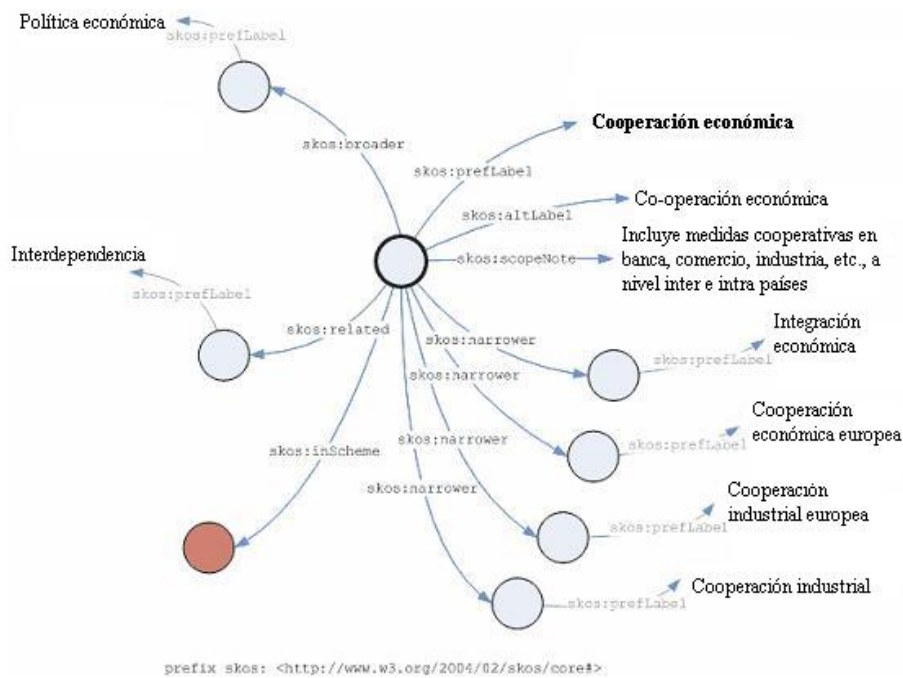 Política económica
skos:prefLabel
skos:broader
Cooperación económica
skos:prefLabel
Co-operación económica
skos:altLabel
Incluye medidas cooperativas en
banca, comercio, industria, etc., a
nivel inter e intra países
skos:scopeNote
Interdependencia
skos:prefLabel
skos:related
Integración
económica
skos:narrower
skos:prefLabel
skos:narrower
Cooperación
económica europea
skos:prefLabel
skos:narrower
skos:inScheme
skos:narrower
Cooperación
industrial europea
skos:prefLabel
Cooperación industrial
skos:prefLabel
prefix skos: <http://www.w3.org/2004/02/skos/core#>